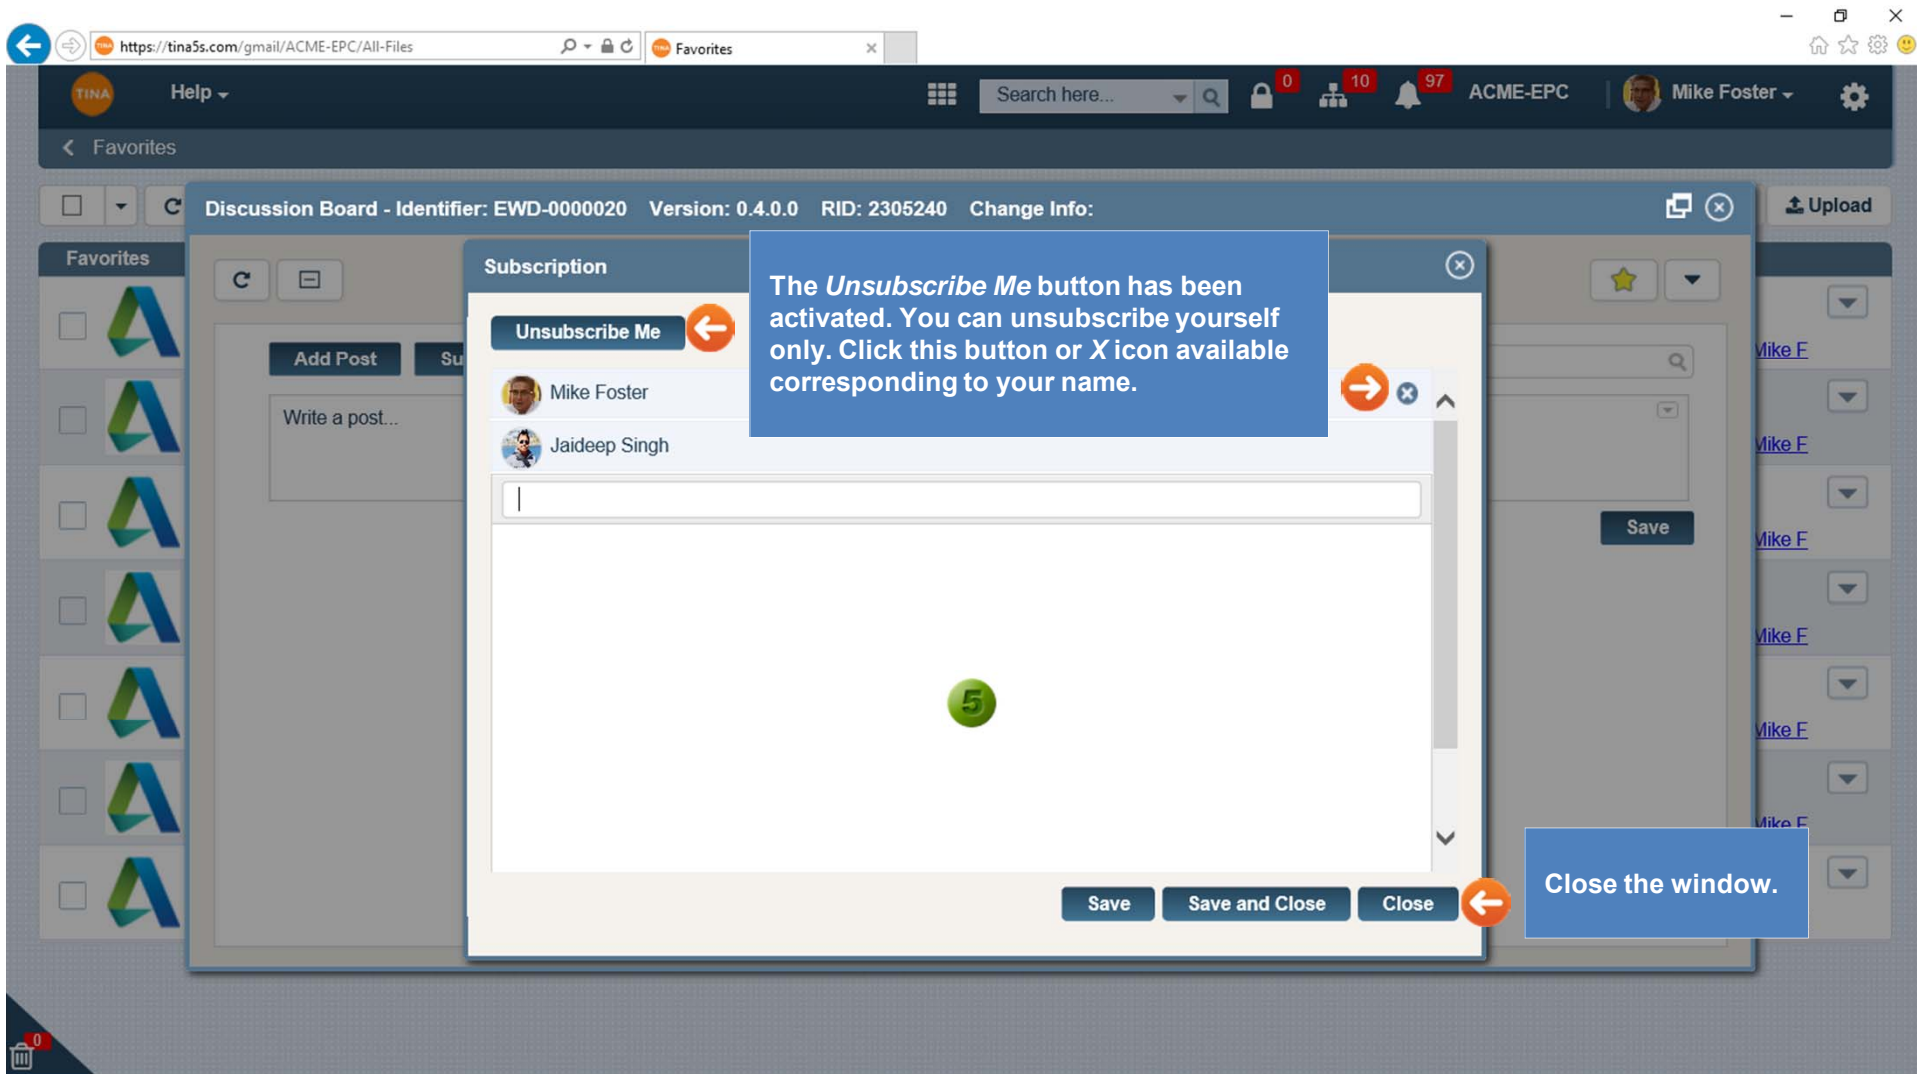 https://tina5s.com/gmail/ACME-EPC/All-Files
Favorites
TINA
Help
Search here...
0
10
97
ACME-EPC
Mike Foster
Favorites
Discussion Board - Identifier: EWD-0000020 Version: 0.4.0.0 RID: 2305240 Change Info:
Upload
Favorites
Subscription
The Unsubscribe Me button has been
activated. You can unsubscribe yourself
only. Click this button or X icon available
corresponding to your name.
Unsubscribe Me
Add Post
Su
Mike F
Mike Foster
Write a post...
Jaideep Singh
Mike F
Save
Mike F
Mike F
5
Mike F
Mike F
Close the window.
Save
Save and Close
Close
0